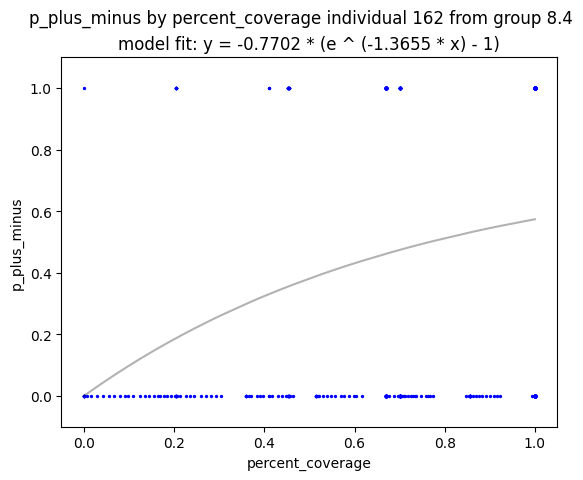 p_plus_minus by percent_coverage individual 162 from group 8.4
model fit: y = -0.7702 * (e ^ (-1.3655 * x) - 1)
1.0
0.8
0.6
0.4
0.2
0.0
p_plus_minus
0.0 0.2 0.4 0.6 0.8 1.0
percent_coverage